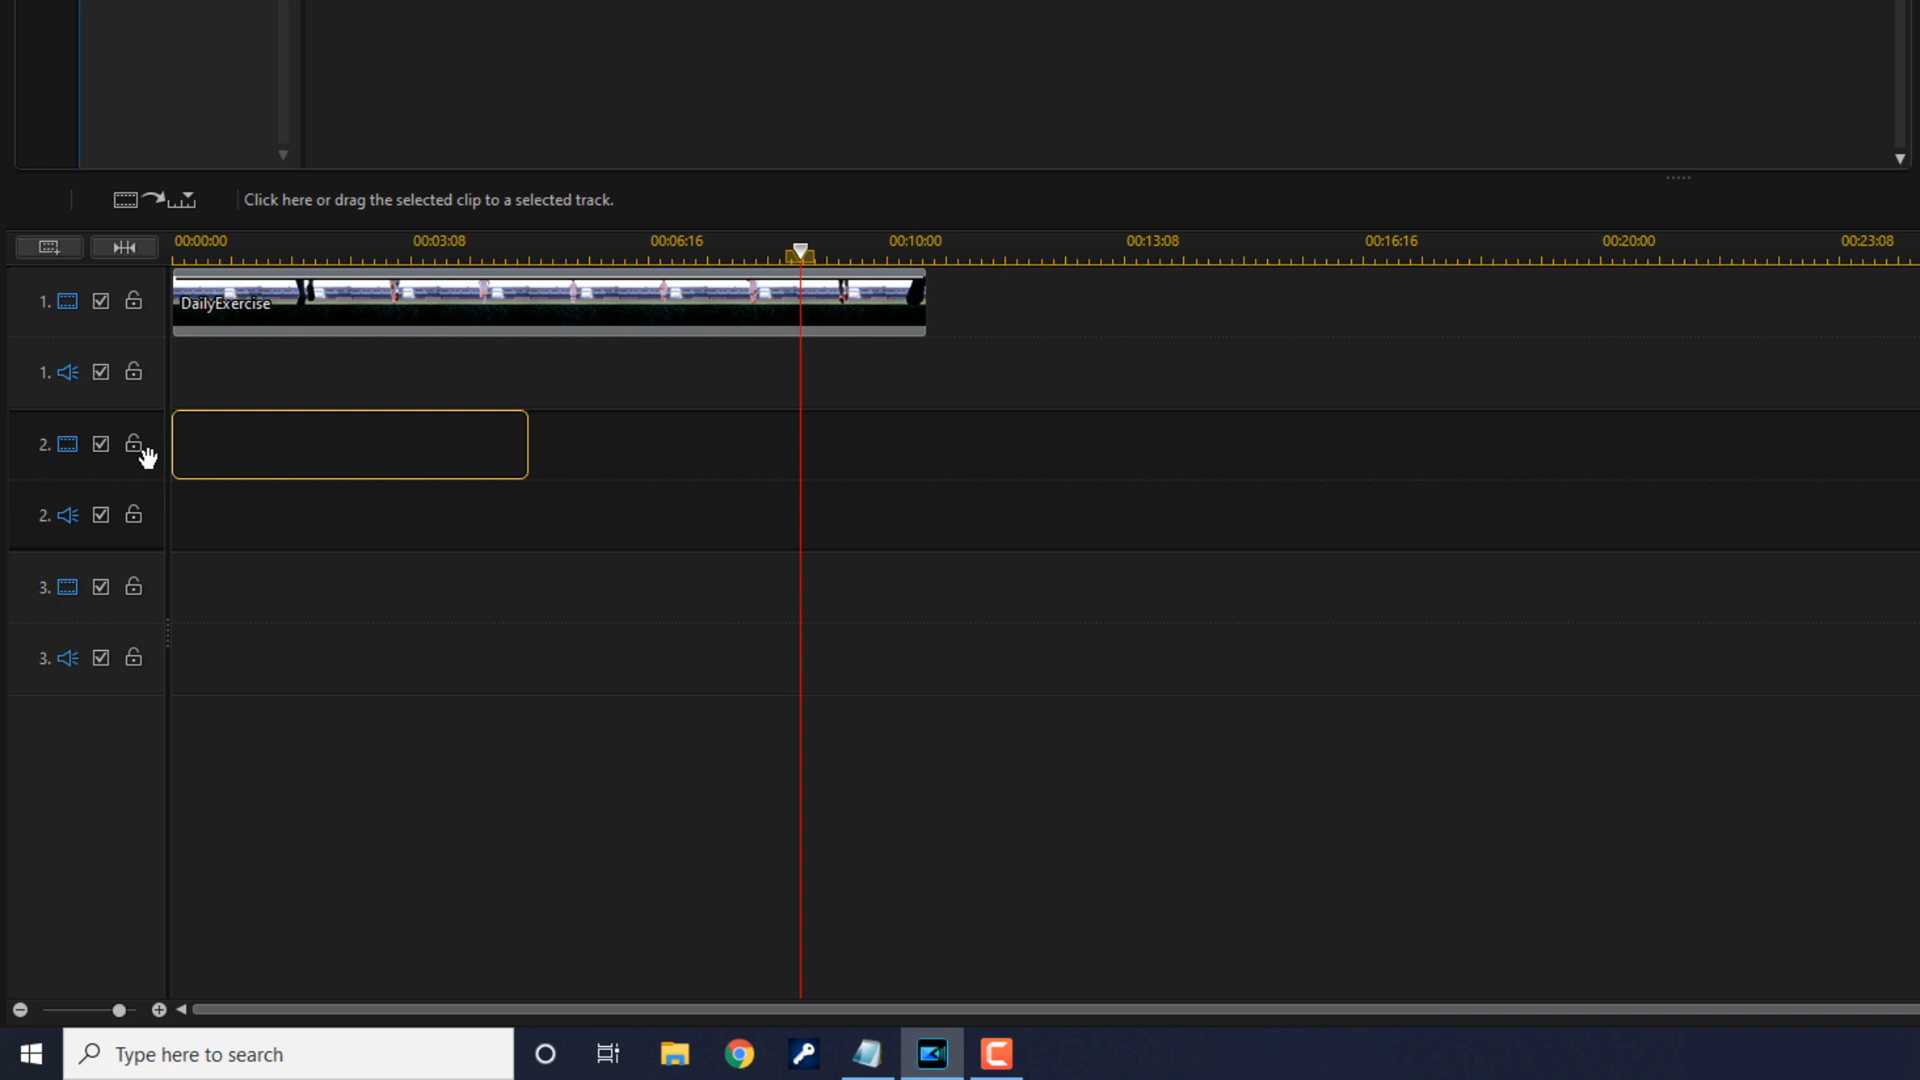 Click here or drag the selected clip to a selected track.
00:00:00 00:03:08 00:06:16 00:10:00 00:13:08 00:16:16 00:20:00 00:23:08
1.
DailyExercise
1.
2.
2.
3.
3.
Type here to search